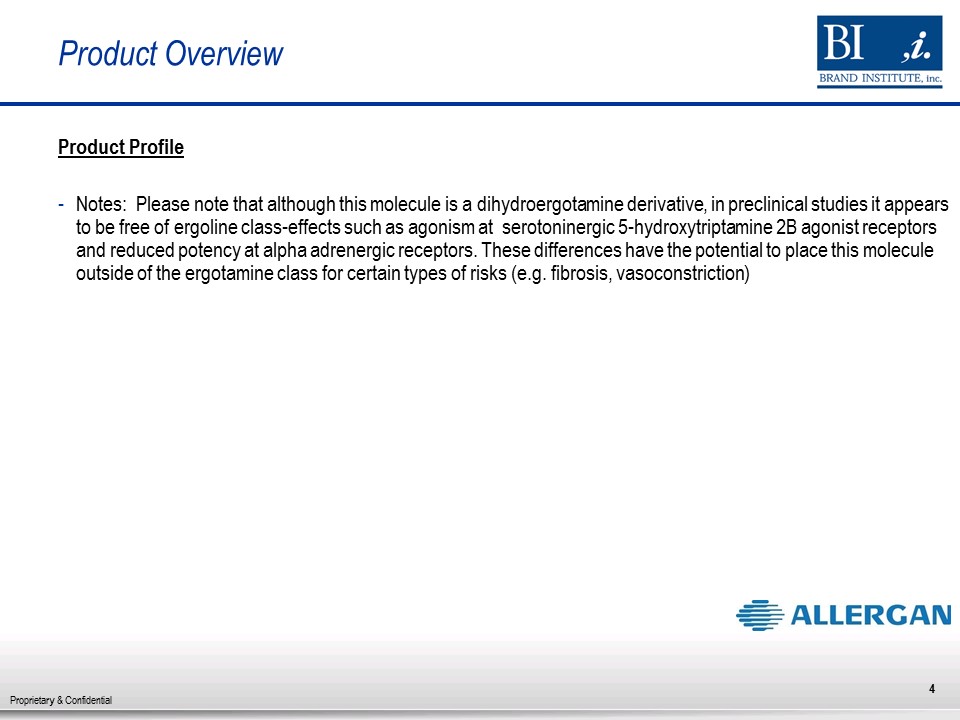 Product Overview
BI ,i.
BRAND INSTITUTE, inc.
Product Profile
- Notes: Please note that although this molecule is a dihydroergotamine derivative, in preclinical studies it appears
to be free of ergoline class-effects such as agonism at serotoninergic 5-hydroxytriptamine 2B agonist receptors
and reduced potency at alpha adrenergic receptors. These differences have the potential to place this molecule
outside of the ergotamine class for certain types of risks (e.g. fibrosis, vasoconstriction)
ALLERGAN
4
Proprietary & Confidential